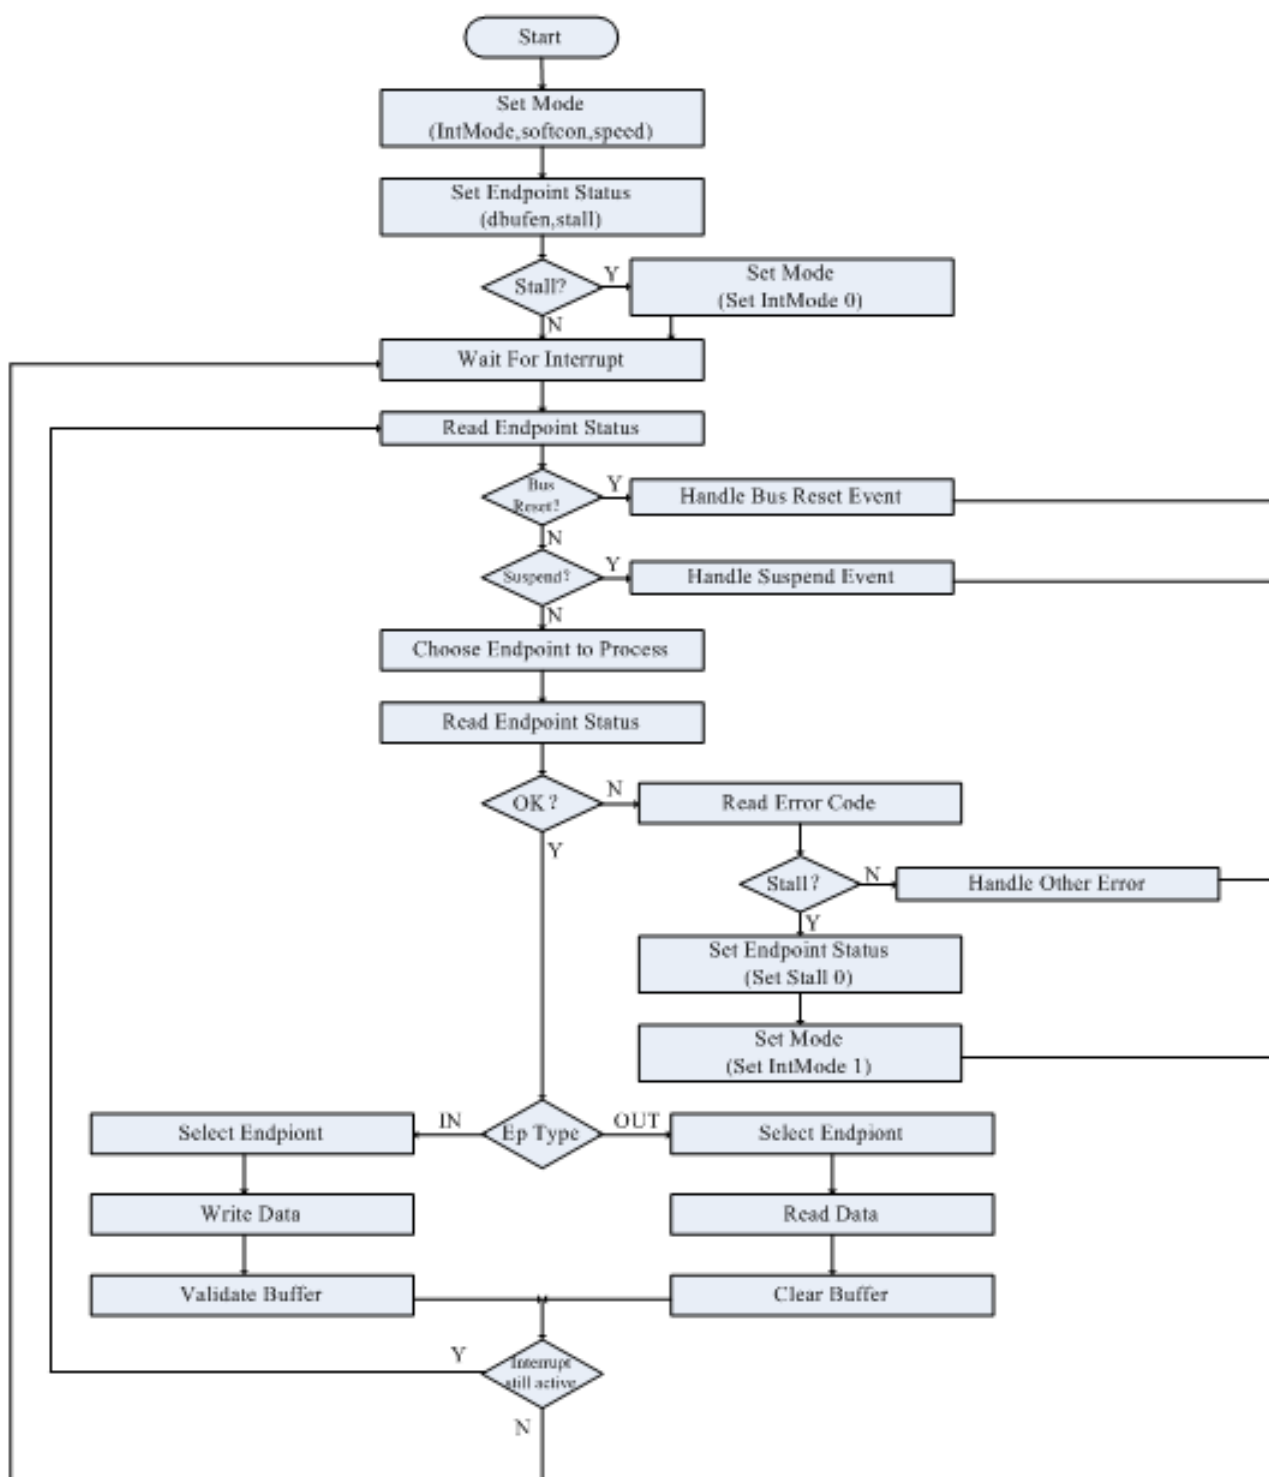 Start
Set Mode
(IntMode,softcon,speed)
Set Endpoint Status
(dbufen,stall)
Stall?
Y
Set Mode
(Set IntMode 0)
N
Wait For Interrupt
Read Endpoint Status
Bus
Reset?
Y
Handle Bus Reset Event
N
Suspend?
Y
Handle Suspend Event
N
Choose Endpoint to Process
Read Endpoint Status
OK?
N
Read Error Code
Y
Stall?
N
Handle Other Error
Y
Set Endpoint Status
(Set Stall 0)
Set Mode
(Set IntMode 1)
Select Endpiont
IN
Ep Type
OUT
Select Endpiont
Write Data
Read Data
Validate Buffer
Clear Buffer
Y
Interrupt
still active
N